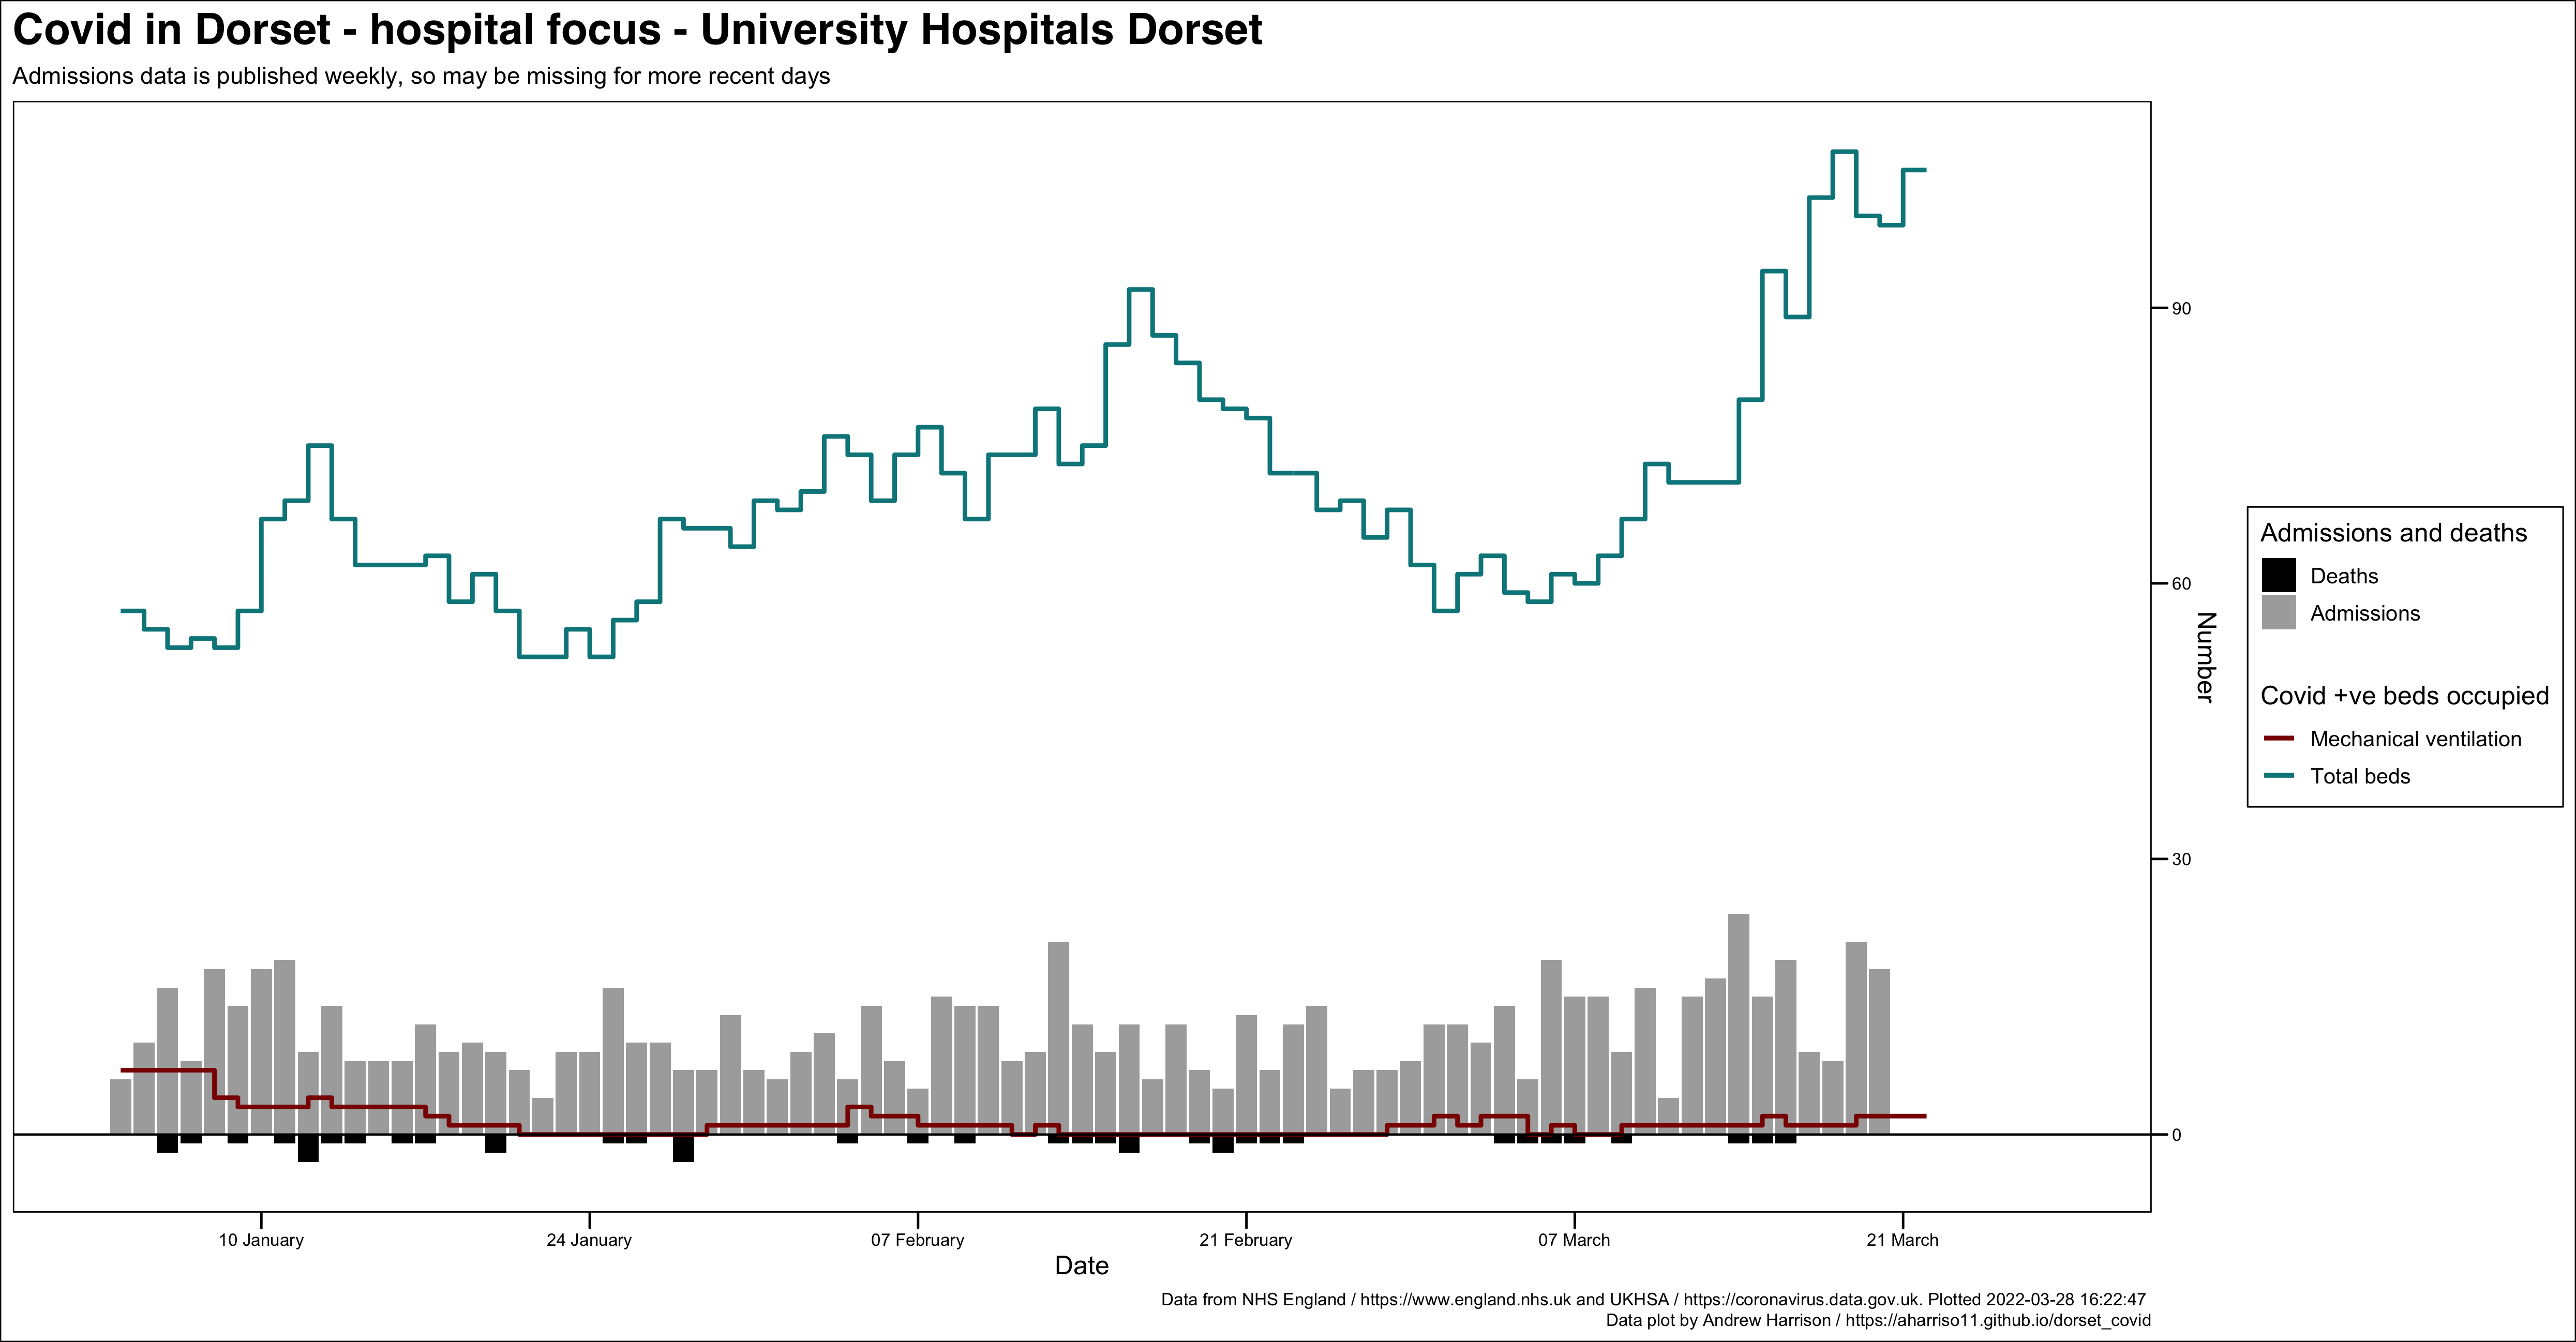 Covid in Dorset - hospital focus - University Hospitals Dorset
Admissions data is published weekly, so may be missing for more recent days
90
60
30
0
Number
Admissions and deaths
Deaths
Admissions
Covid +ve beds occupied
Mechanical ventilation
Total beds
10 January
24 January
07 February
21 February
07 March
21 March
Date
Data from NHS England / https://www.england.nhs.uk and UKHSA / https://coronavirus.data.gov.uk. Plotted 2022-03-28 16:22:47
Data plot by Andrew Harrison / https://aharriso11.github.io/dorset_covid